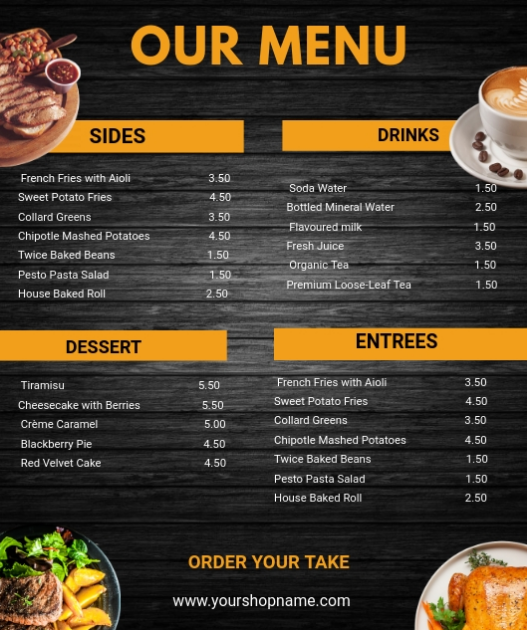 OUR MENU
SIDES
French Fries with Aioli 3.50
Sweet Potato Fries 4.50
Collard Greens 3.50
Chipotle Mashed Potatoes 4.50
Twice Baked Beans 1.50
Pesto Pasta Salad 1.50
House Baked Roll 2.50
DRINKS
Soda Water 1.50
Bottled Mineral Water 2.50
Flavoured milk 1.50
Fresh Juice 3.50
Organic Tea 1.50
Premium Loose-Leaf Tea 1.50
DESSERT
Tiramisu 5.50
Cheesecake with Berries 5.50
Crème Caramel 5.00
Blackberry Pie 4.50
Red Velvet Cake 4.50
ENTREES
French Fries with Aioli 3.50
Sweet Potato Fries 4.50
Collard Greens 3.50
Chipotle Mashed Potatoes 4.50
Twice Baked Beans 1.50
Pesto Pasta Salad 1.50
House Baked Roll 2.50
ORDER YOUR TAKE
www.yourshopname.com